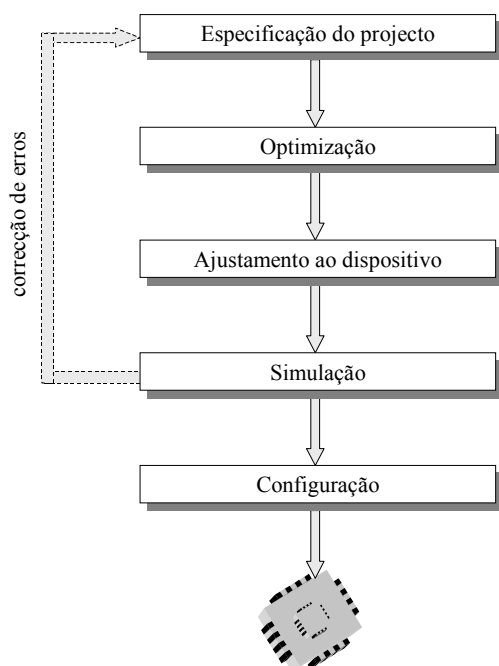 Especificação do projecto
Optimização
Ajustamento ao dispositivo
Simulação
Configuração
correcção de erros